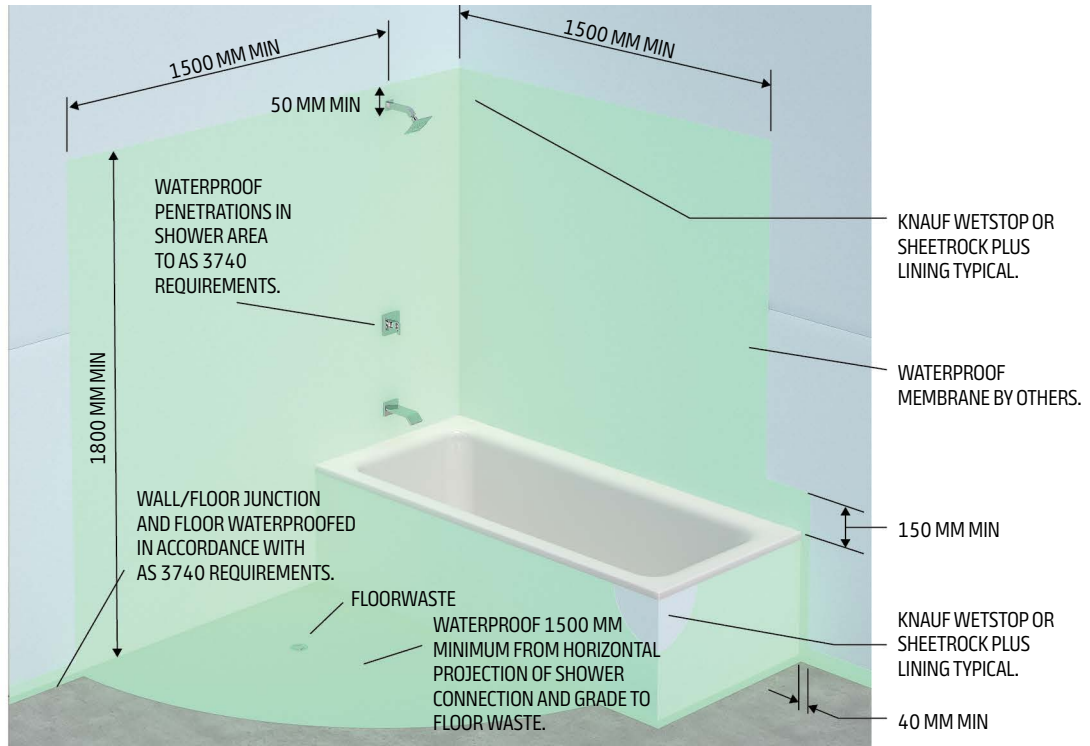 1500 MM MIN
1500 MM MIN
50 MM MIN
WATERPROOF
PENETRATIONS IN
SHOWER AREA
TO AS 3740
REQUIREMENTS.
KNAUF WETSTOP OR
SHEETROCK PLUS
LINING TYPICAL.
WATERPROOF
MEMBRANE BY OTHERS.
1800 MM MIN
WALL/FLOOR JUNCTION
AND FLOOR WATERPROOFED
IN ACCORDANCE WITH
AS 3740 REQUIREMENTS.
150 MM MIN
FLOORWASTE
WATERPROOF 1500 MM
MINIMUM FROM HORIZONTAL
PROJECTION OF SHOWER
CONNECTION AND GRADE TO
FLOOR WASTE.
KNAUF WETSTOP OR
SHEETROCK PLUS
LINING TYPICAL.
40 MM MIN